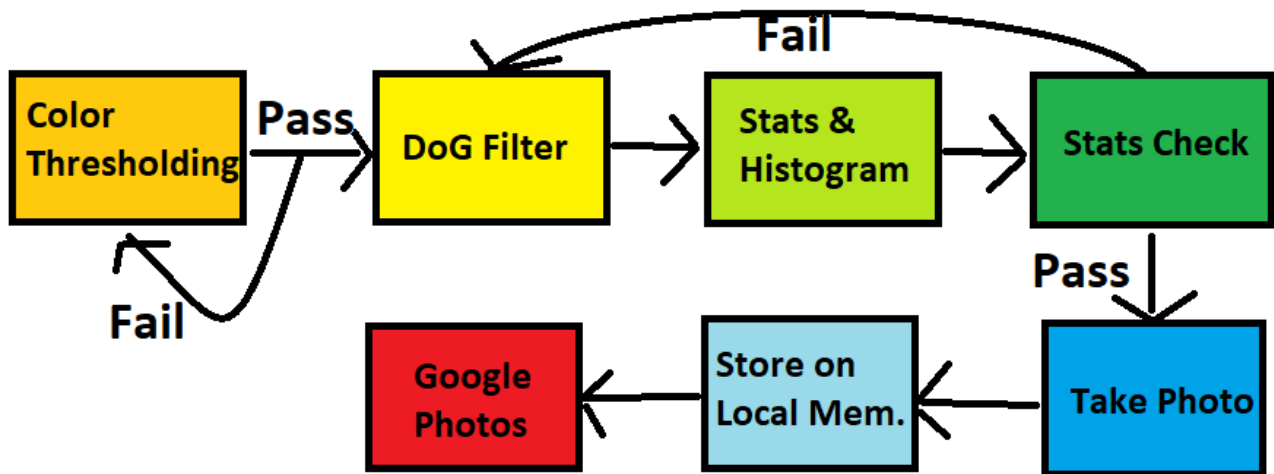 Fail
Color
Thresholding
Pass
DoG Filter
Stats &
Histogram
Stats Check
Fail
Pass
Google
Photos
Store on
Local Mem.
Take Photo